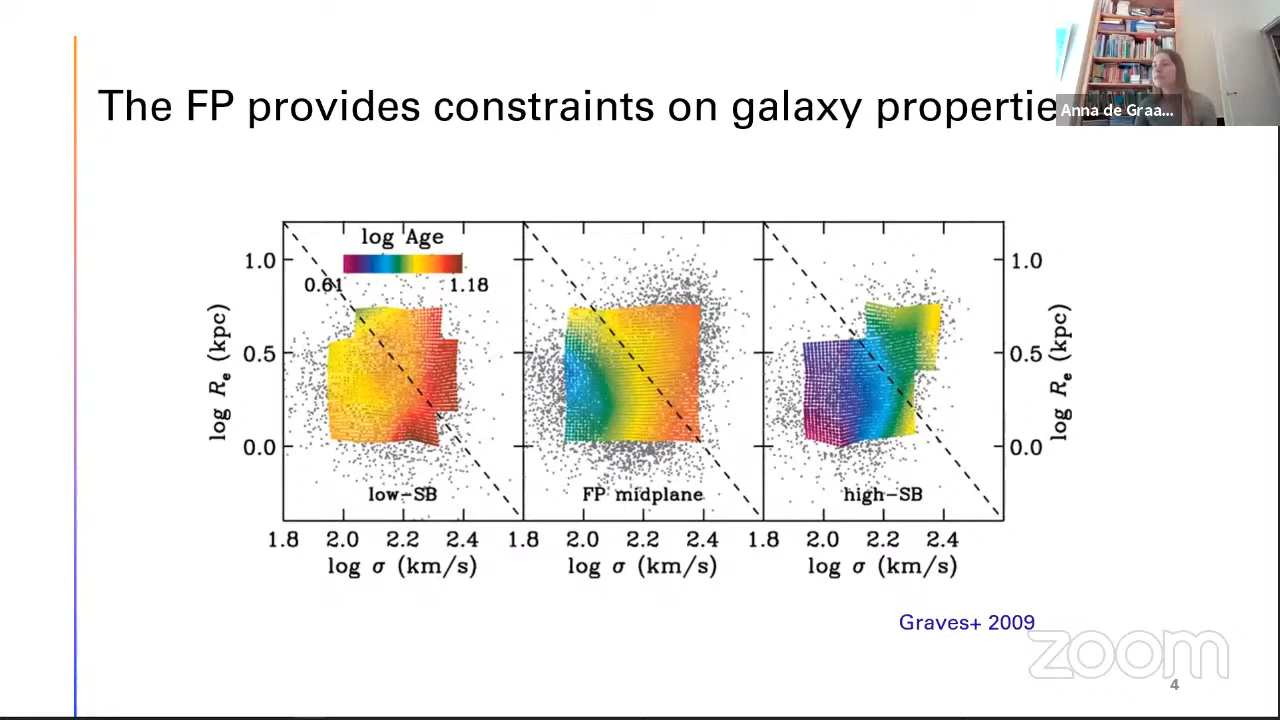 The FP provides constraints on galaxy propertie
Anna de Graa...
log Age
0.61 1.18
1.0
0.5
0.0
log Re (kpc)
low-SB
FP midplane
high-SB
1.0
0.5
0.0
log Re (kpc)
1.8 2.0 2.2 2.4 1.8 2.0 2.2 2.4 1.8 2.0 2.2 2.4
log σ (km/s) log σ (km/s) log σ (km/s)
Graves+ 2009
zoom
4